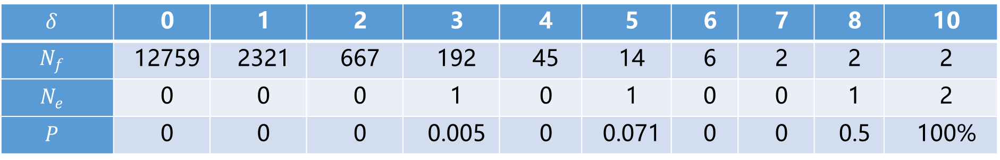 δ 0 1 2 3 4 5 6 7 8 10
N_f 12759 2321 667 192 45 14 6 2 2 2
N_e 0 0 0 1 0 1 0 0 1 2
P 0 0 0 0.005 0 0.071 0 0 0.5 100%